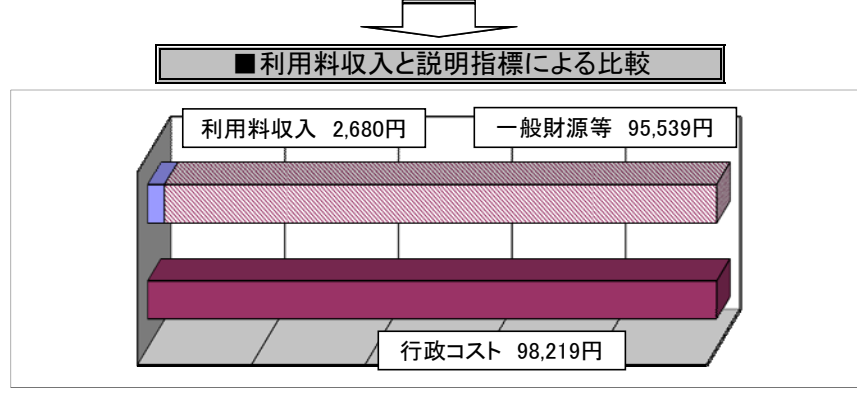 ■利用料収入と説明指標による比較
利用料収入 2,680円
一般財源等 95,539円
行政コスト 98,219円